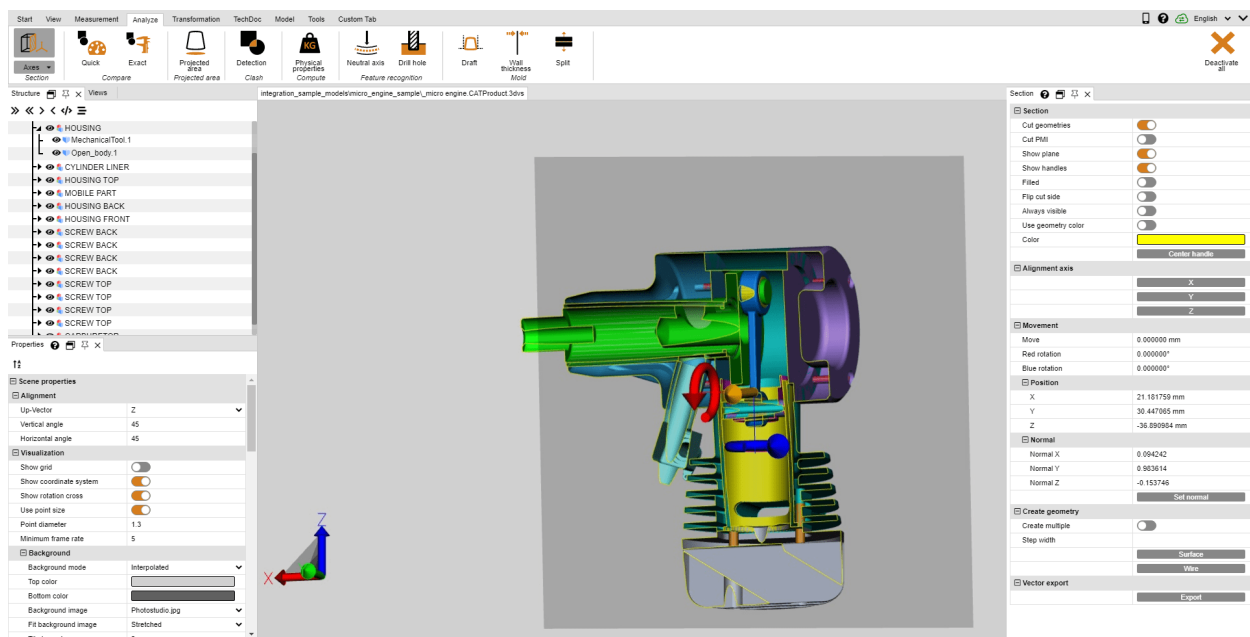 Start View Measurement Analyze Transformation TechDoc Model Tools Custom Tab English
KG
Axes Quick Exact Projected area Detection Physical properties Neutral axis Drill hole Draft Wall thickness Split Deactivate all
Section Compare Projected area Clash Compute Feature recognition Mold
Structure Views
integration_sample_models\micro_engine_sample\_micro engine.CATProduct.3dvs
HOUSING
MechanicalTool.1
Open_body.1
CYLINDER LINER
HOUSING TOP
MOBILE PART
HOUSING BACK
HOUSING FRONT
SCREW BACK
SCREW BACK
SCREW BACK
SCREW BACK
SCREW TOP
SCREW TOP
SCREW TOP
SCREW TOP
Properties
Scene properties
Alignment
Up-Vector Z
Vertical angle 45
Horizontal angle 45
Visualization
Show grid
Show coordinate system
Show rotation cross
Use point size
Point diameter 1.3
Minimum frame rate 5
Background
Background mode Interpolated
Top color
Bottom color
Background image Photostudio.jpg
Fit background image Stretched
Z
X
Section
Section
Cut geometries
Cut PMI
Show plane
Show handles
Filled
Flip cut side
Always visible
Use geometry color
Color
Center handle
Alignment axis
X
Y
Z
Movement
Move 0.000000 mm
Red rotation 0.000000°
Blue rotation 0.000000°
Position
X 21.181759 mm
Y 30.447065 mm
Z -36.890984 mm
Normal
Normal X 0.094242
Normal Y 0.983614
Normal Z -0.153746
Set normal
Create geometry
Create multiple
Step width
Surface
Wire
Vector export
Export